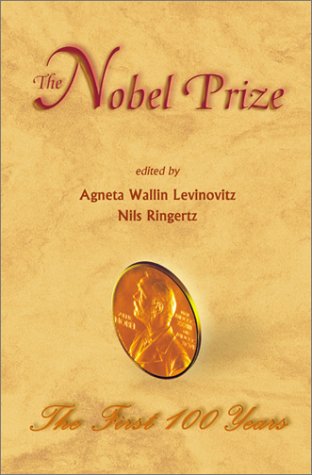 The Nobel Prize
edited by
Agneta Wallin Levinovitz
Nils Ringertz
The First 100 Years